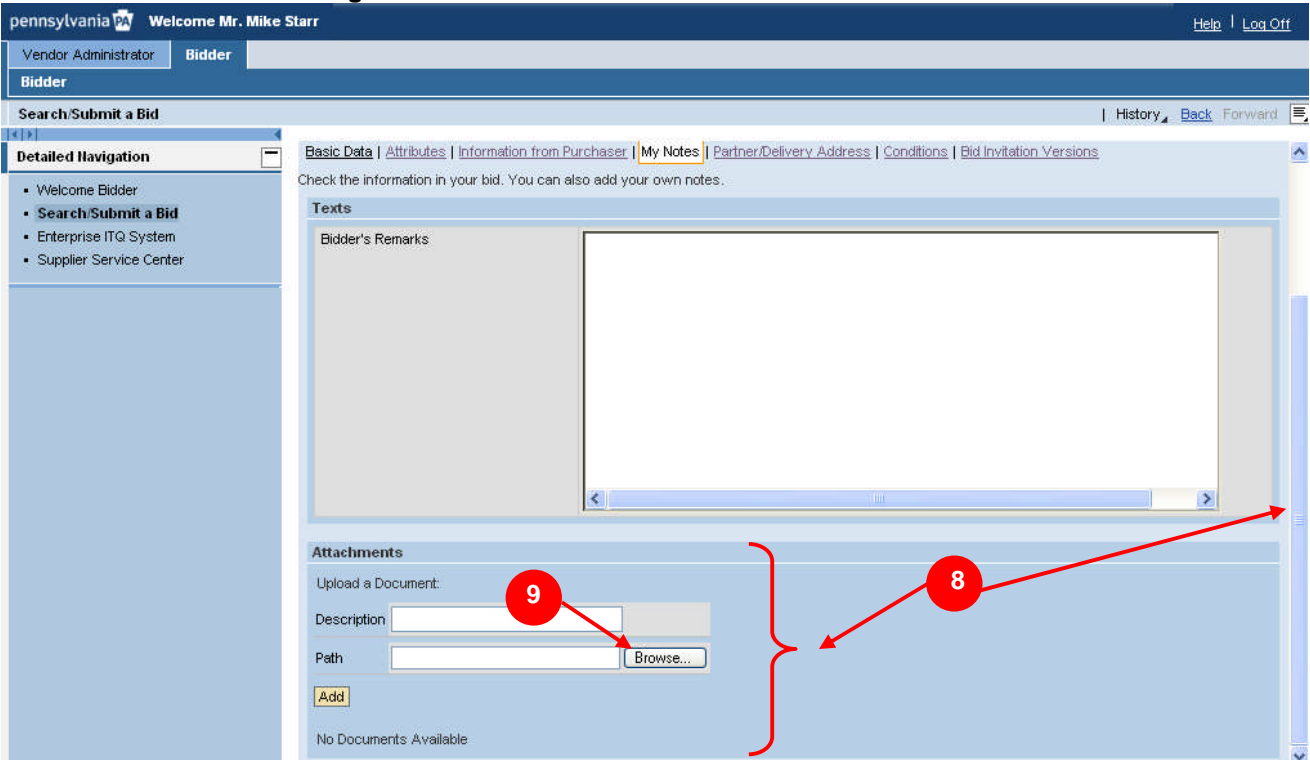 pennsylvania PA Welcome Mr. Mike Starr Help | Log Off
Vendor Administrator Bidder
Bidder
Search/Submit a Bid | History Back Forward
Detailed Navigation
Welcome Bidder
Search/Submit a Bid
Enterprise ITQ System
Supplier Service Center
Basic Data | Attributes | Information from Purchaser | My Notes | Partner/Delivery Address | Conditions | Bid Invitation Versions
Check the information in your bid. You can also add your own notes.
Texts
Bidder's Remarks
Attachments
Upload a Document:
9
8
Description
Path Browse...
Add
No Documents Available